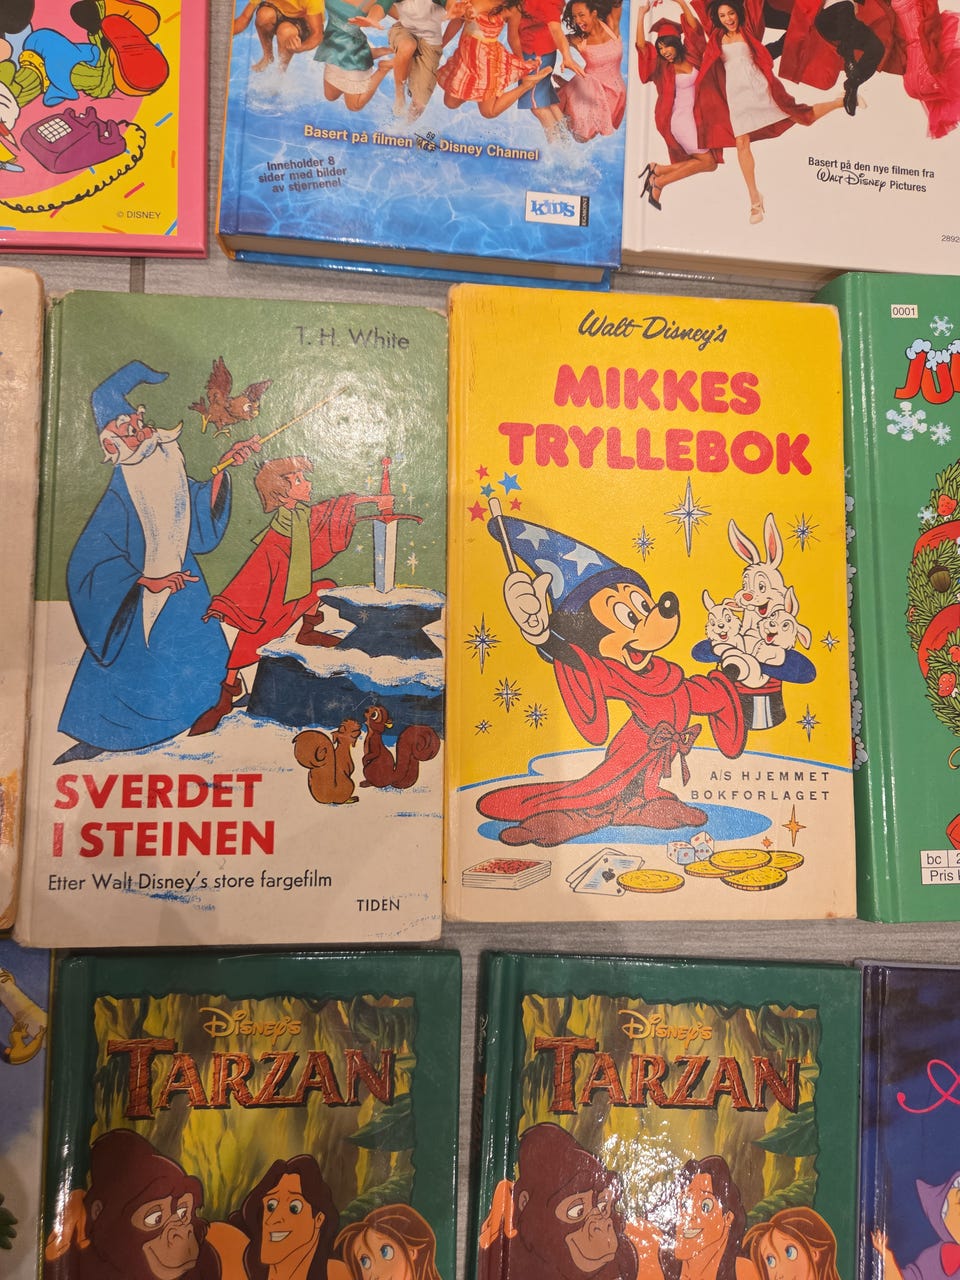 © DISNEY
Basert på filmen fra Disney Channel
Inneholder 8
sider med bilder
av stjernene!
kids
EGMONT
Basert på den nye filmen fra
WALT DISNEY Pictures
T. H. White
SVERDET
I STEINEN
Etter Walt Disney's store fargefilm
TIDEN
Walt Disney's
MIKKES
TRYLLEBOK
A/S HJEMMET
BOKFORLAGET
0001
bc
DISNEY'S
TARZAN
DISNEY'S
TARZAN